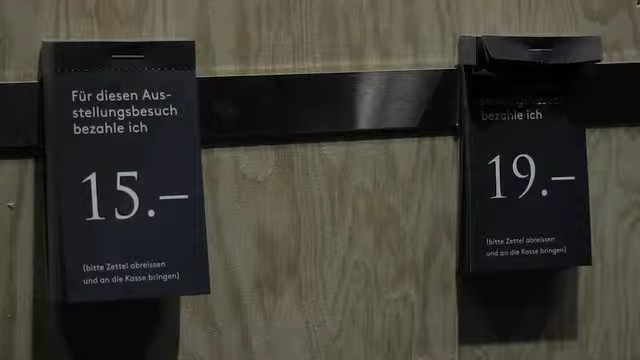 Für diesen Aus-
stellungsbesuch
bezahle ich
15.–
(bitte Zettel abreissen
und an die Kasse bringen)
stellungsbesuch
bezahle ich
19.–
(bitte Zettel abreissen
und an die Kasse bringen)